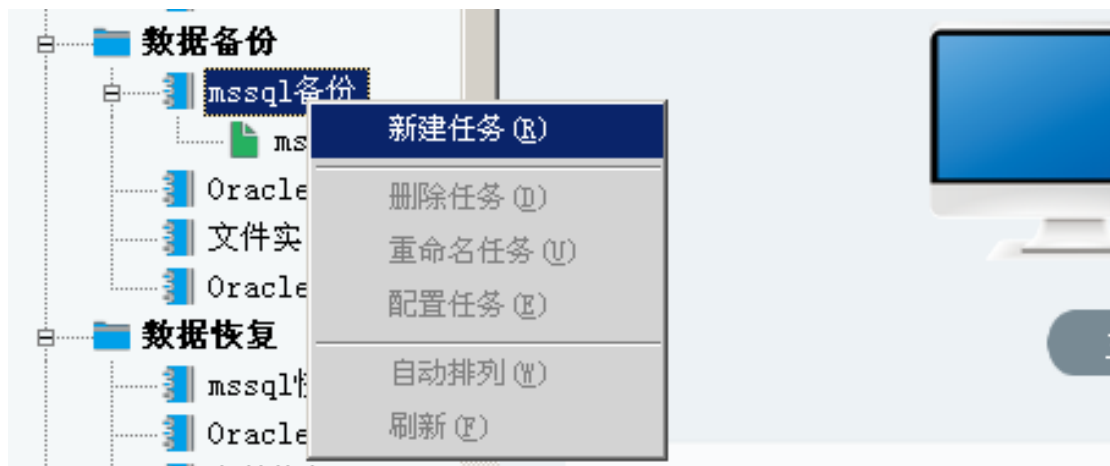 数据备份
mssql备份
ms
Oracle
文件实
Oracle
数据恢复
mssql
Oracle
新建任务(R)
删除任务(D)
重命名任务(U)
配置任务(E)
自动排列(W)
刷新(F)